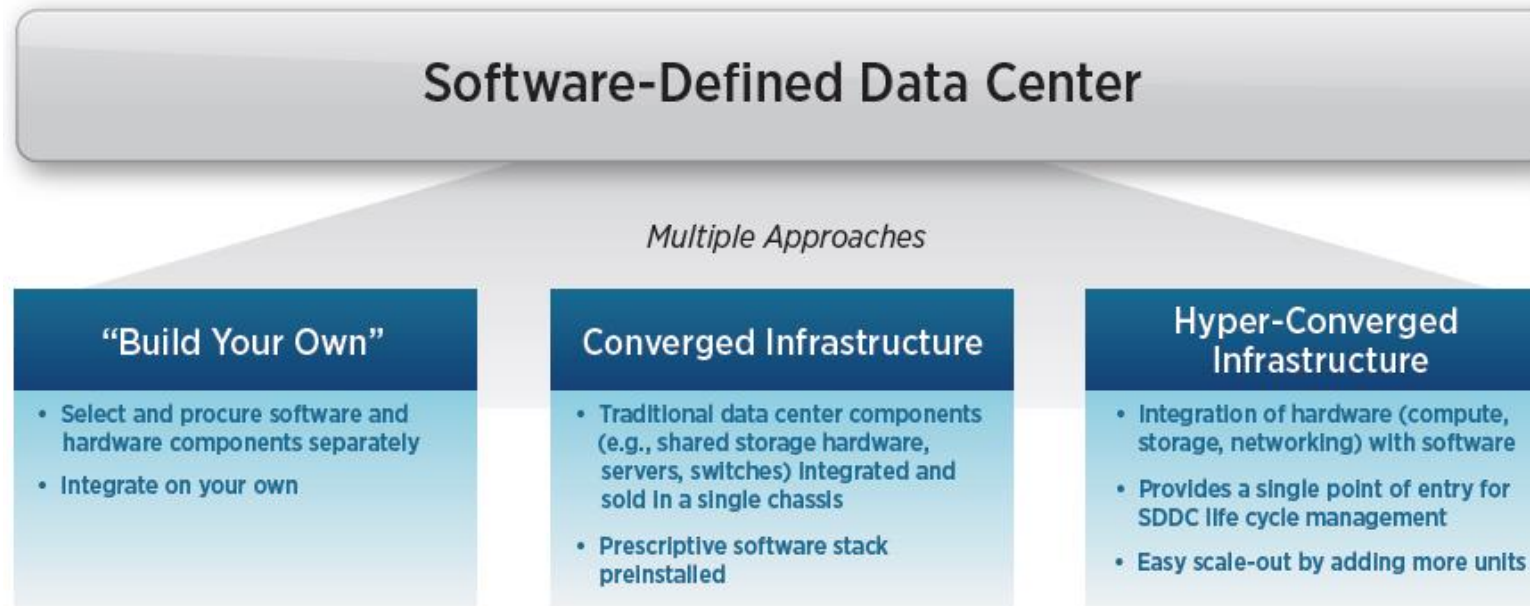 Software-Defined Data Center
Multiple Approaches
“Build Your Own”
• Select and procure software and
hardware components separately
• Integrate on your own
Converged Infrastructure
• Traditional data center components
(e.g., shared storage hardware,
servers, switches) integrated and
sold in a single chassis
• Prescriptive software stack
preinstalled
Hyper-Converged
Infrastructure
• Integration of hardware (compute,
storage, networking) with software
• Provides a single point of entry for
SDDC life cycle management
• Easy scale-out by adding more units